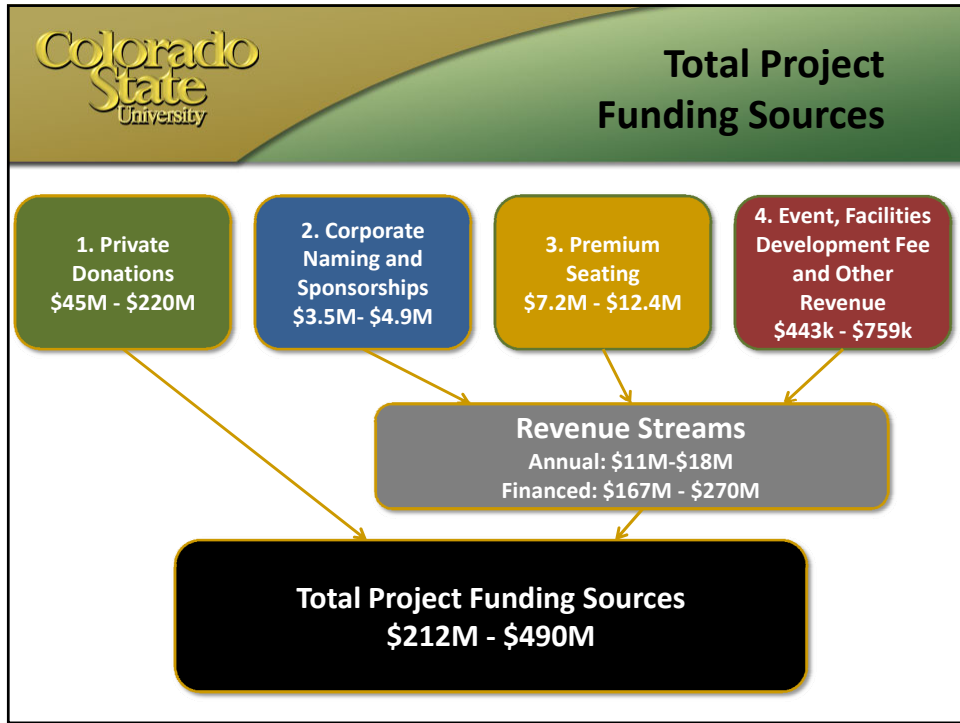 Colorado
State
University
Total Project
Funding Sources
1. Private
Donations
$45M - $220M
2. Corporate
Naming and
Sponsorships
$3.5M- $4.9M
3. Premium
Seating
$7.2M - $12.4M
4. Event, Facilities
Development Fee
and Other
Revenue
$443k - $759k
Revenue Streams
Annual: $11M-$18M
Financed: $167M - $270M
Total Project Funding Sources
$212M - $490M